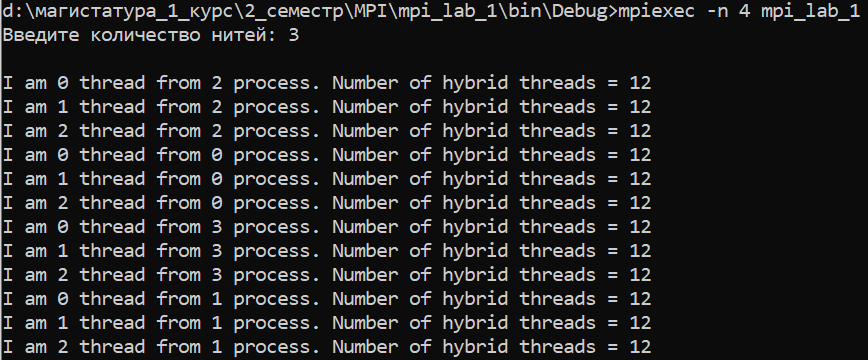 d:\магистатура_1_курс\2_семестр\MPI\mpi_lab_1\bin\Debug>mpiexec -n 4 mpi_lab_1
Введите количество нитей: 3
I am 0 thread from 2 process. Number of hybrid threads = 12
I am 1 thread from 2 process. Number of hybrid threads = 12
I am 2 thread from 2 process. Number of hybrid threads = 12
I am 0 thread from 0 process. Number of hybrid threads = 12
I am 1 thread from 0 process. Number of hybrid threads = 12
I am 2 thread from 0 process. Number of hybrid threads = 12
I am 0 thread from 3 process. Number of hybrid threads = 12
I am 1 thread from 3 process. Number of hybrid threads = 12
I am 2 thread from 3 process. Number of hybrid threads = 12
I am 0 thread from 1 process. Number of hybrid threads = 12
I am 1 thread from 1 process. Number of hybrid threads = 12
I am 2 thread from 1 process. Number of hybrid threads = 12